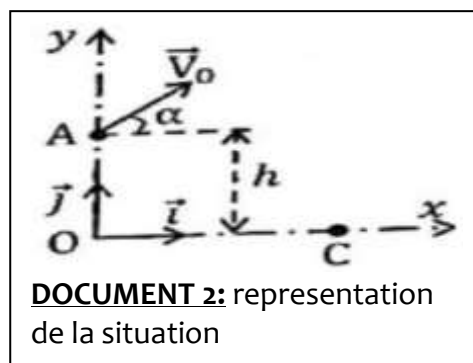 y
V₀
A
α
h
j
i
x
O
C
DOCUMENT 2: representation
de la situation